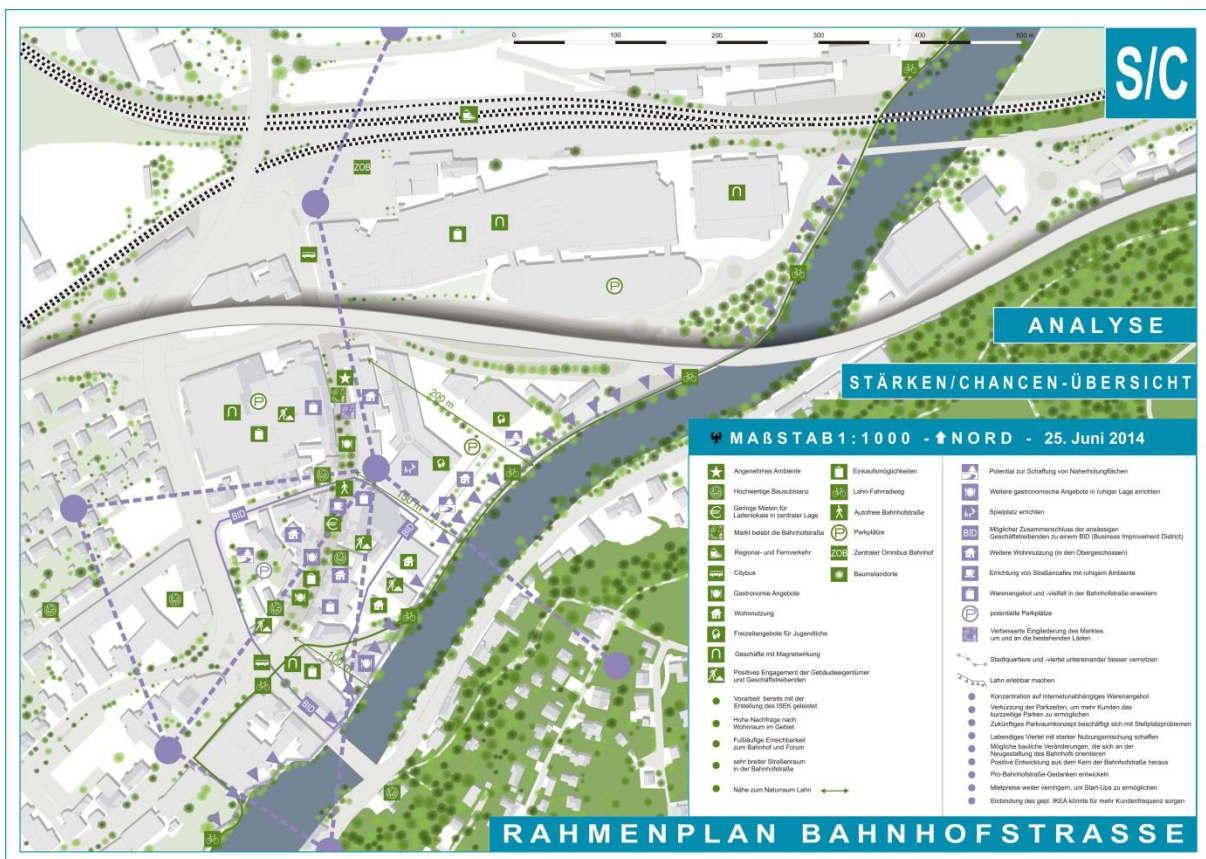 0 100 200 300 400 500 m
S/C
ZOB
P
200 m
P
P
130 m
BID
BID
P
100 m
BID
ANALYSE
STÄRKEN/CHANCEN-ÜBERSICHT
MAßSTAB 1:1000 - NORD - 25. Juni 2014
Angenehmes Ambiente
Hochwertige Bausubstanz
Geringe Mieten für
Ladenlokale in zentraler Lage
Markt belebt die Bahnhofstraße
Regional- und Fernverkehr
Citybus
Gastronomie Angebote
Wohnnutzung
Freizeitangebote für Jugendliche
Geschäfte mit Magnetwirkung
Positives Engagement der Gebäudeeigentümer
und Geschäftstreibenden
Vorarbeit bereits mit der
Erstellung des ISEK geleistet
Hohe Nachfrage nach
Wohnraum im Gebiet
Fußläufige Erreichbarkeit
zum Bahnhof und Forum
sehr breiter Straßenraum
in der Bahnhofstraße
Nähe zum Naturraum Lahn
Einkaufsmöglichkeiten
Lahn-Fahrradweg
Autofreie Bahnhofstraße
P Parkplätze
ZOB Zentraler Omnibus Bahnhof
Baumstandorte
Potential zur Schaffung von Naherholungflächen
Weitere gastronomische Angebote in ruhiger Lage errichten
Spielplatz errichten
BID Möglicher Zusammenschluss der ansässigen
Geschäftstreibenden zu einem BID (Business Improvement District)
Weitere Wohnnutzung (in den Obergeschossen)
Errichtung von Straßencafes mit ruhigem Ambiente
Warenangebot und -vielfalt in der Bahnhofstraße erweitern
P potentielle Parkplätze
Verbesserte Eingliederung des Marktes
um und an die bestehenden Läden
Stadtquartiere und -viertel untereinander besser vernetzen
Lahn erlebbar machen
Konzentration auf internetunabhängiges Warenangebot
Verkürzung der Parkzeiten, um mehr Kunden das
kurzzeitige Parken zu ermöglichen
Zukünftiges Parkraumkonzept beschäftigt sich mit Stellplatzproblemen
Lebendiges Viertel mit starker Nutzungsmischung schaffen
Mögliche bauliche Veränderungen, die sich an der
Neugestaltung des Bahnhofs orientieren
Positive Entwicklung aus dem Kern der Bahnhofstraße heraus
Pro-Bahnhofstraße-Gedanken entwickeln
Mietpreise weiter verringern, um Start-Ups zu ermöglichen
Einbindung des gepl. IKEA könnte für mehr Kundenfrequenz sorgen
RAHMENPLAN BAHNHOFSTRASSE